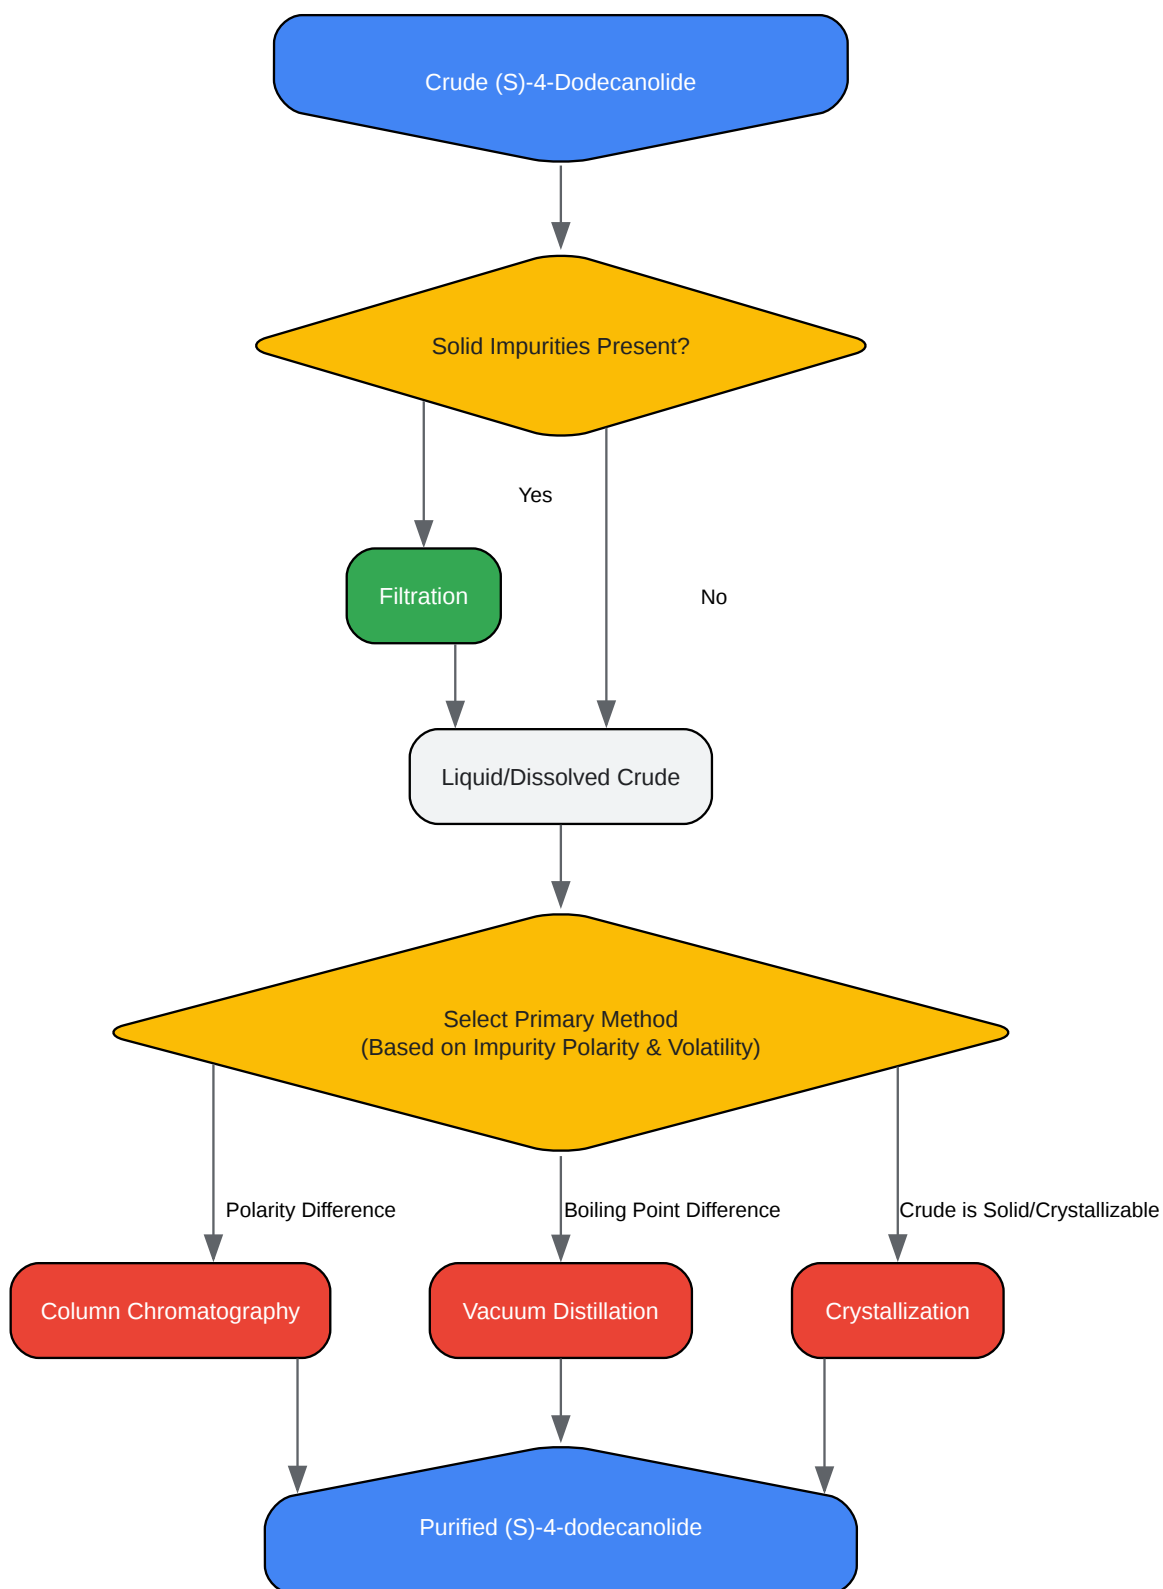 Crude (S)-4-Dodecanolide
Solid Impurities Present?
Yes
Filtration
No
Liquid/Dissolved Crude
Select Primary Method
(Based on Impurity Polarity & Volatility)
Polarity Difference
Boiling Point Difference
Crude is Solid/Crystallizable
Column Chromatography
Vacuum Distillation
Crystallization
Purified (S)-4-dodecanolide